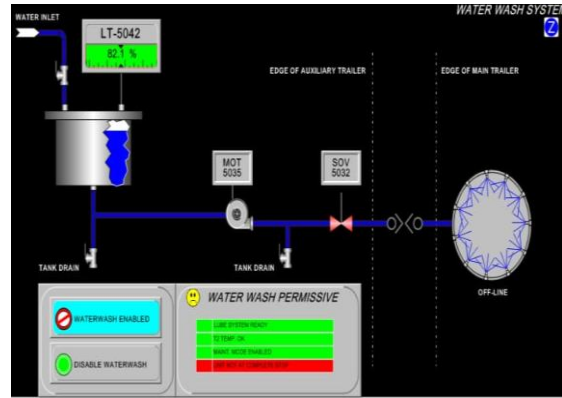 WATER WASH SYSTEM
WATER INLET
Z
LT-5042
82.1 %
EDGE OF AUXILIARY TRAILER
EDGE OF MAIN TRAILER
MOT
5035
SOV
5032
TANK DRAIN
TANK DRAIN
OFF-LINE
WATERWASH ENABLED
DISABLE WATERWASH
WATER WASH PERMISSIVE
LUBE SYSTEM READY
T2 TEMP. OK
MAINT. MODE ENABLED